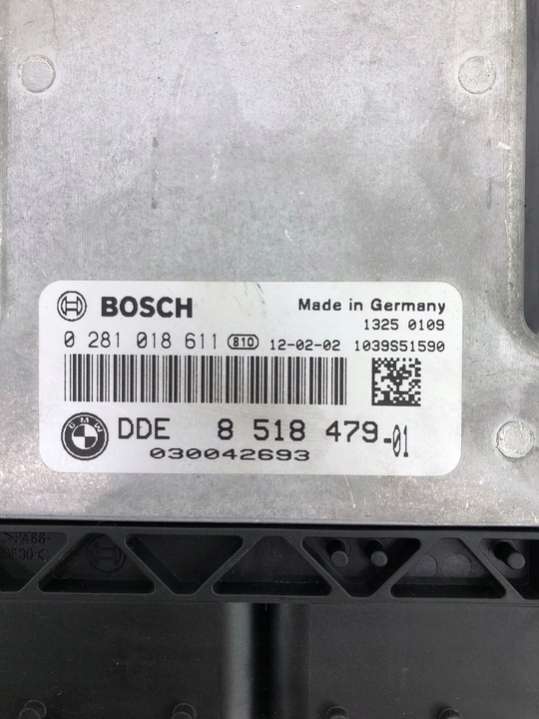 BOSCH
Made in Germany
1325 0109
0 281 018 611 810 12-02-02 1039S51590
BMW
DDE 8 518 479-01
030042693